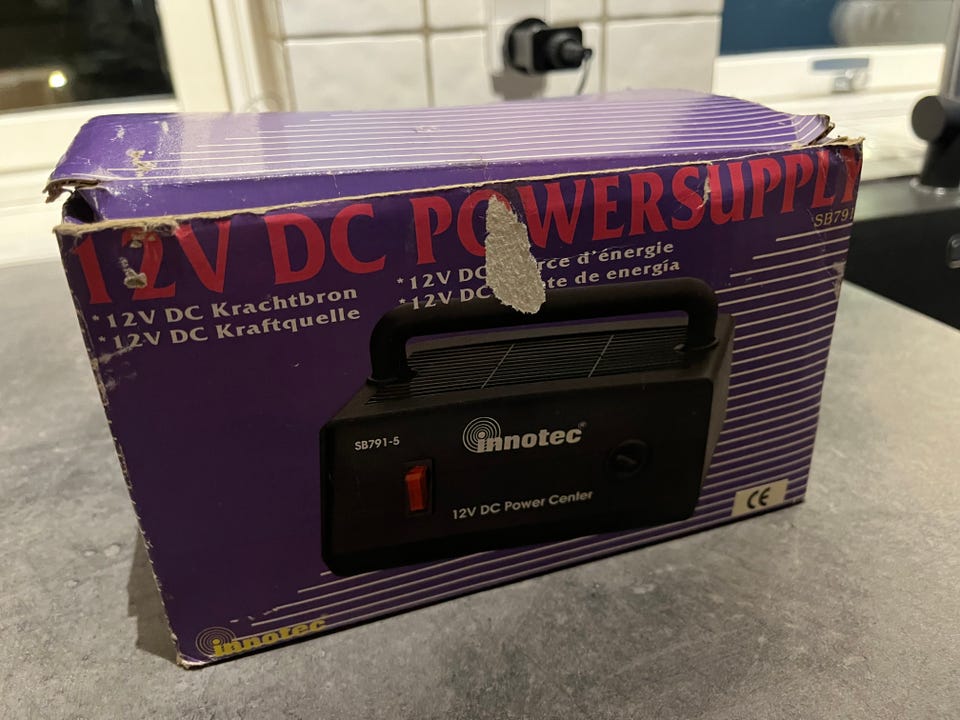 12V DC POWERSUPPLY
SB791
*12V DC Krachtbron
*12V DC Kraftquelle
*12V DC rce d'énergie
*12V DC te de energía
SB791-5
innotec
12V DC Power Center
CE
innotec